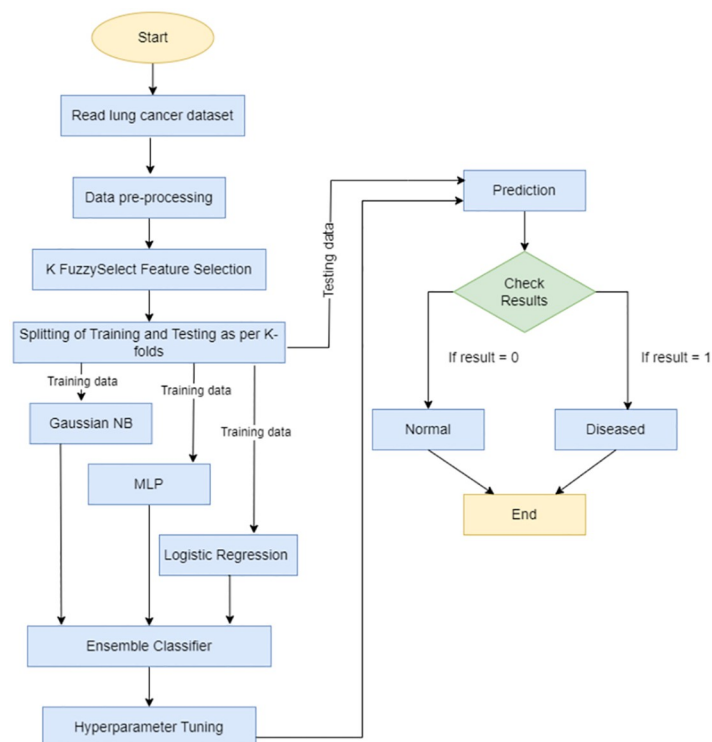 Start
Read lung cancer dataset
Data pre-processing
K FuzzySelect Feature Selection
Splitting of Training and Testing as per K-
folds
Training data
Training data
Training data
Gaussian NB
MLP
Logistic Regression
Ensemble Classifier
Hyperparameter Tuning
Testing data
Prediction
Check
Results
If result = 0
If result = 1
Normal
Diseased
End